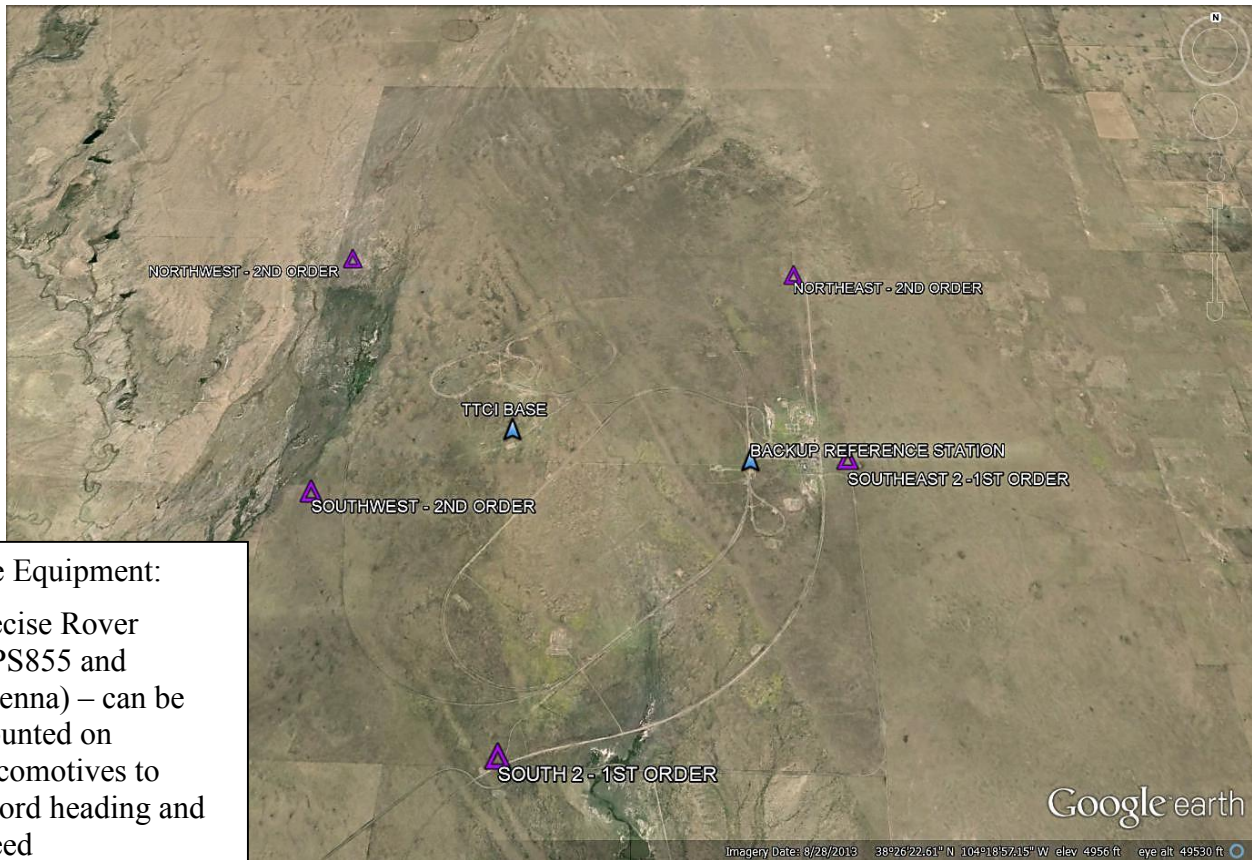 N
NORTHWEST - 2ND ORDER
NORTHEAST - 2ND ORDER
TTCI BASE
BACKUP REFERENCE STATION
SOUTHEAST 2 -1ST ORDER
SOUTHWEST - 2ND ORDER
e Equipment:
ecise Rover
PS855 and
enna) – can be
ounted on
comotives to
ord heading and
eed
SOUTH 2 - 1ST ORDER
Google earth
Imagery Date: 8/28/2013 38°26'22.61" N 104°18'57.15" W elev 4956 ft eye alt 49530 ft